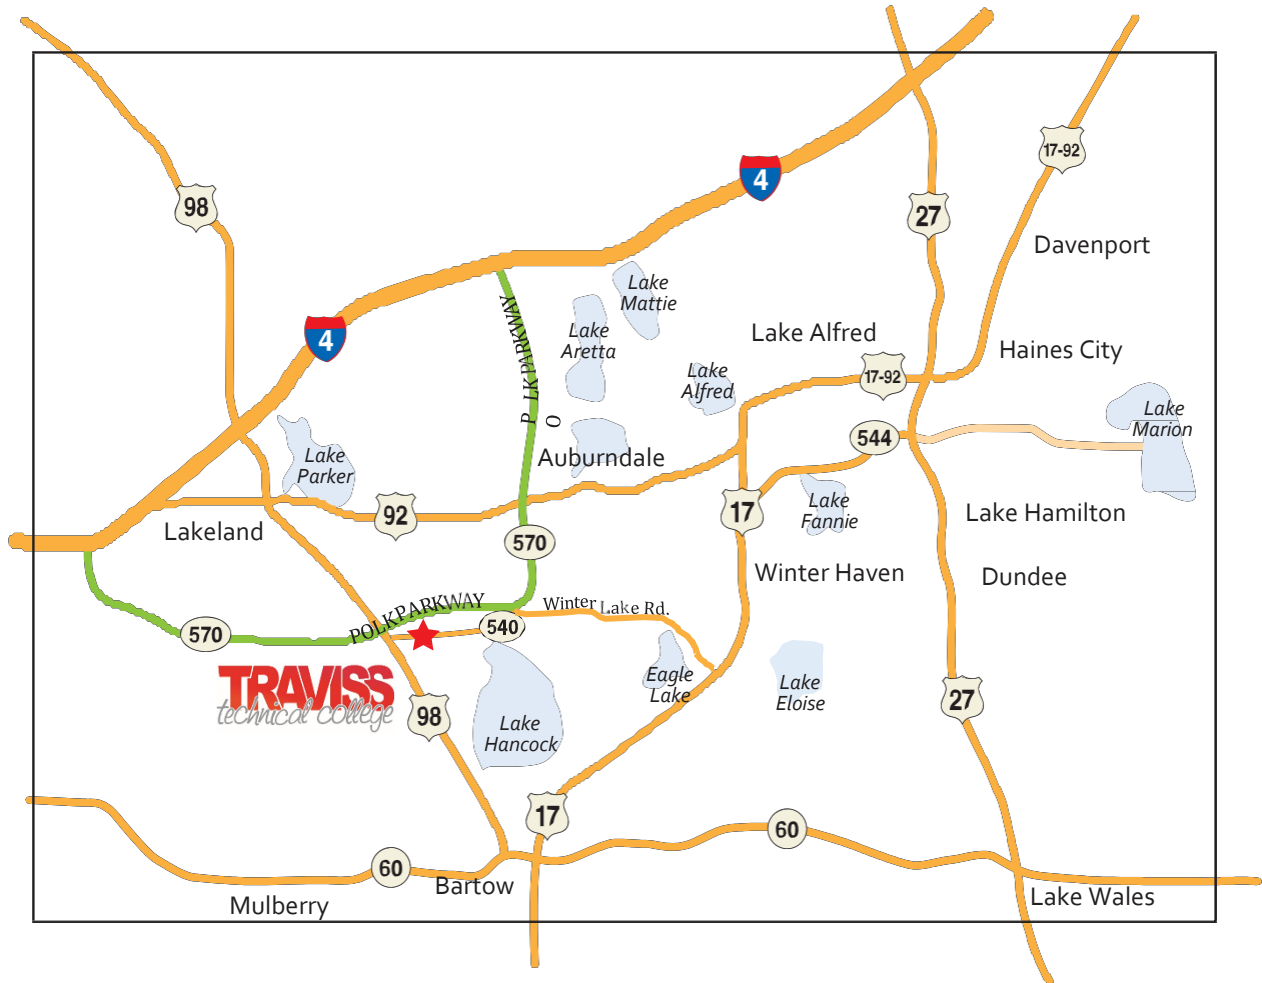 17-92
4
98
27
Davenport
Lake
Mattie
4
Lake
Aretta
Lake Alfred
Haines City
POLK PARKWAY
17-92
Lake
Alfred
Lake
Marion
544
Auburndale
Lake
Parker
92
17
Lake
Fannie
Lake Hamilton
Lakeland
570
Winter Haven
Dundee
POLK PARKWAY
Winter Lake Rd.
570
540
TRAVISS
technical college
Eagle
Lake
Lake
Eloise
27
98
Lake
Hancock
17
60
60
Bartow
Mulberry
Lake Wales